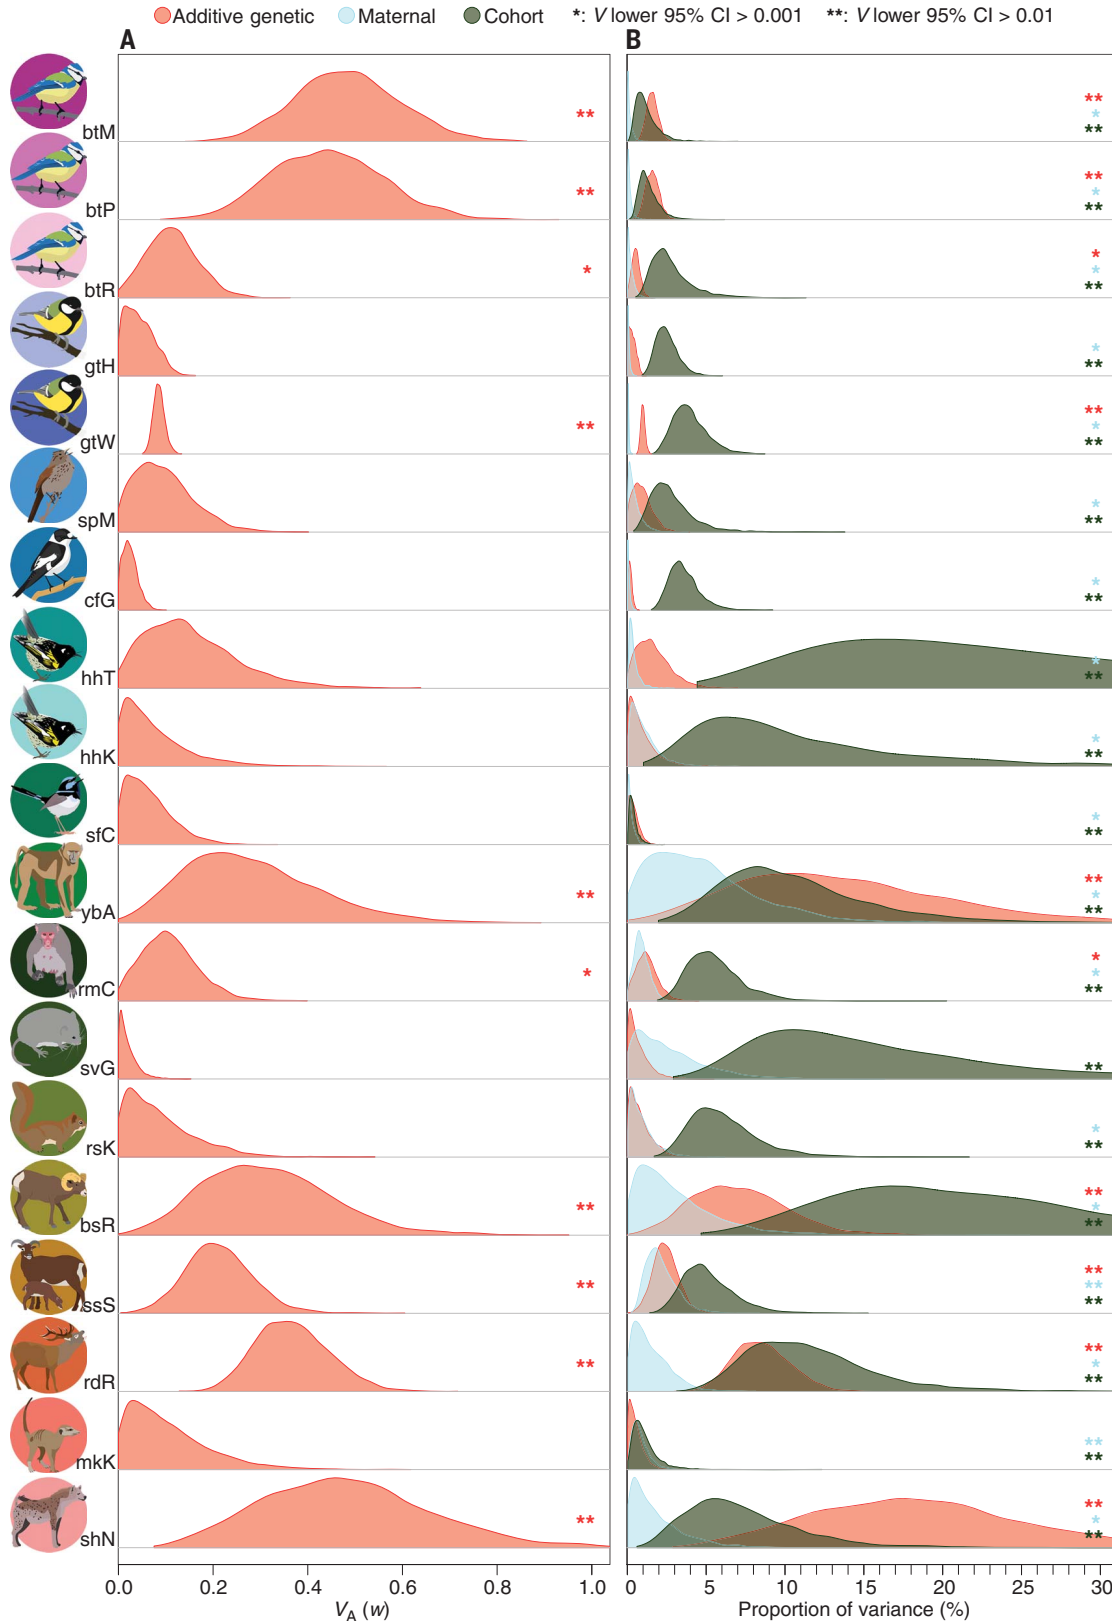 Additive genetic Maternal Cohort *: V lower 95% CI > 0.001 **: V lower 95% CI > 0.01
A B
btM ** ** * **
btP ** ** * **
btR * * * **
gtH * **
gtW ** ** * **
spM * **
cfG * **
hhT * **
hhK * **
sfC * **
ybA ** ** * **
rmC * * * **
svG **
rsK * **
bsR ** ** * **
ssS ** ** ** **
rdR ** ** * **
mkK ** **
shN ** ** * **
0.0 0.2 0.4 0.6 0.8 1.0 0 5 10 15 20 25 30
VA (w) Proportion of variance (%)